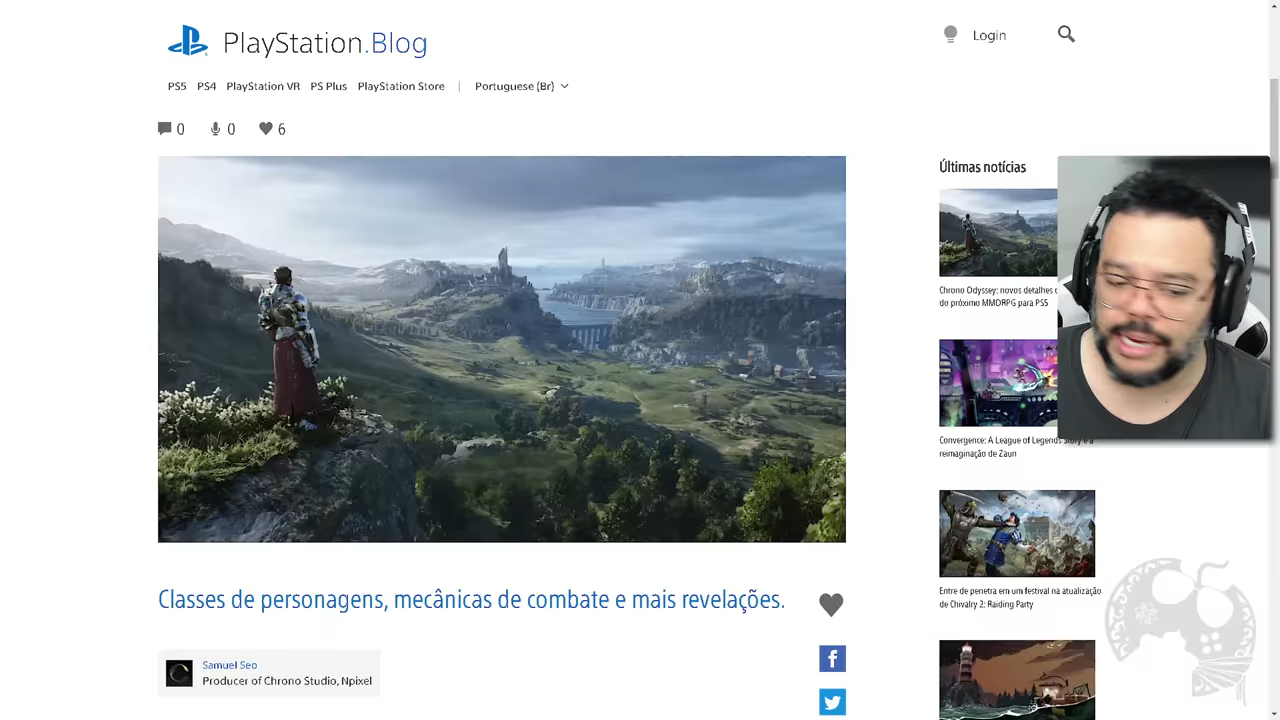 PlayStation.Blog
Login
PS5 PS4 PlayStation VR PS Plus PlayStation Store | Portuguese (Br)
0 0 6
Últimas notícias
Chrono Odyssey: novos detalhes
do próximo MMORPG para PS5
Convergence: A League of Legends Story e a
reimaginação de Zaun
Entre de penetra em um festival na atualização
de Chivalry 2: Raiding Party
Classes de personagens, mecânicas de combate e mais revelações.
Samuel Seo
Producer of Chrono Studio, Npixel